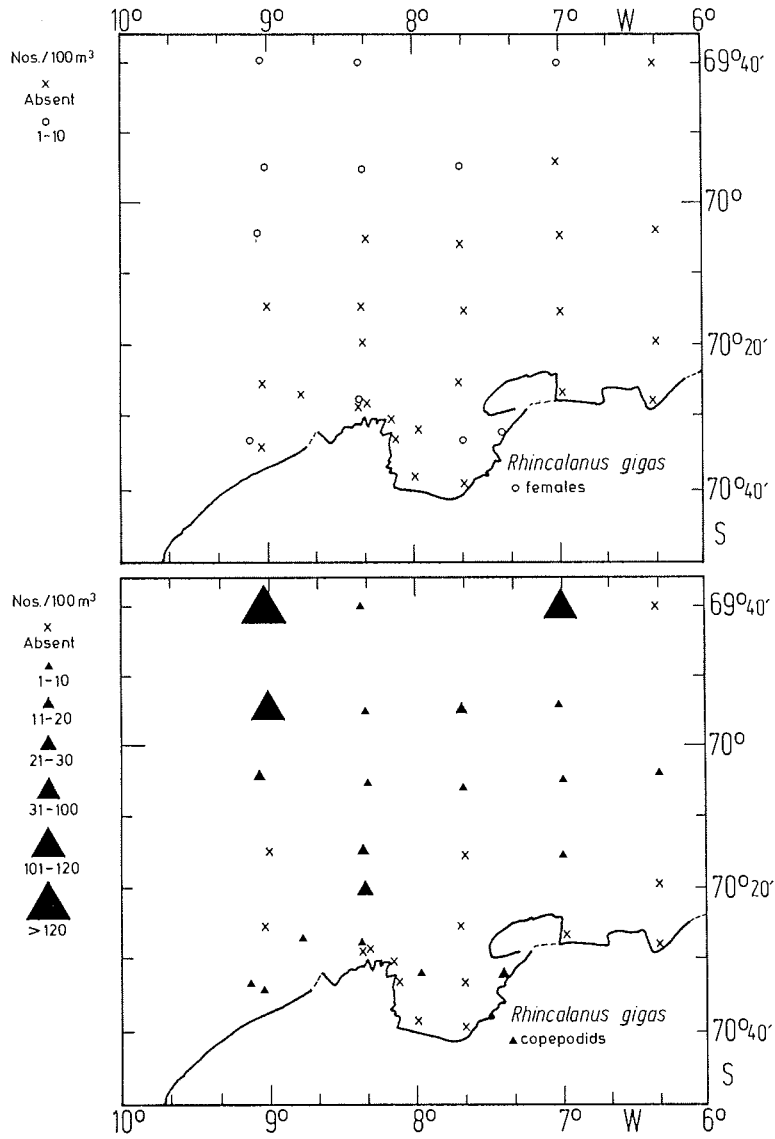 10° 9° 8° 7° W 6°
Nos./100 m³
x
Absent
o
1-10
69°40'
70°
70°20'
70°40'
S
Rhincalanus gigas
o females
Nos./100 m³
x
Absent
▲
1-10
▲
11-20
▲
21-30
▲
31-100
▲
101-120
▲
>120
69°40'
70°
70°20'
70°40'
S
Rhincalanus gigas
▲ copepodids
10° 9° 8° 7° W 6°